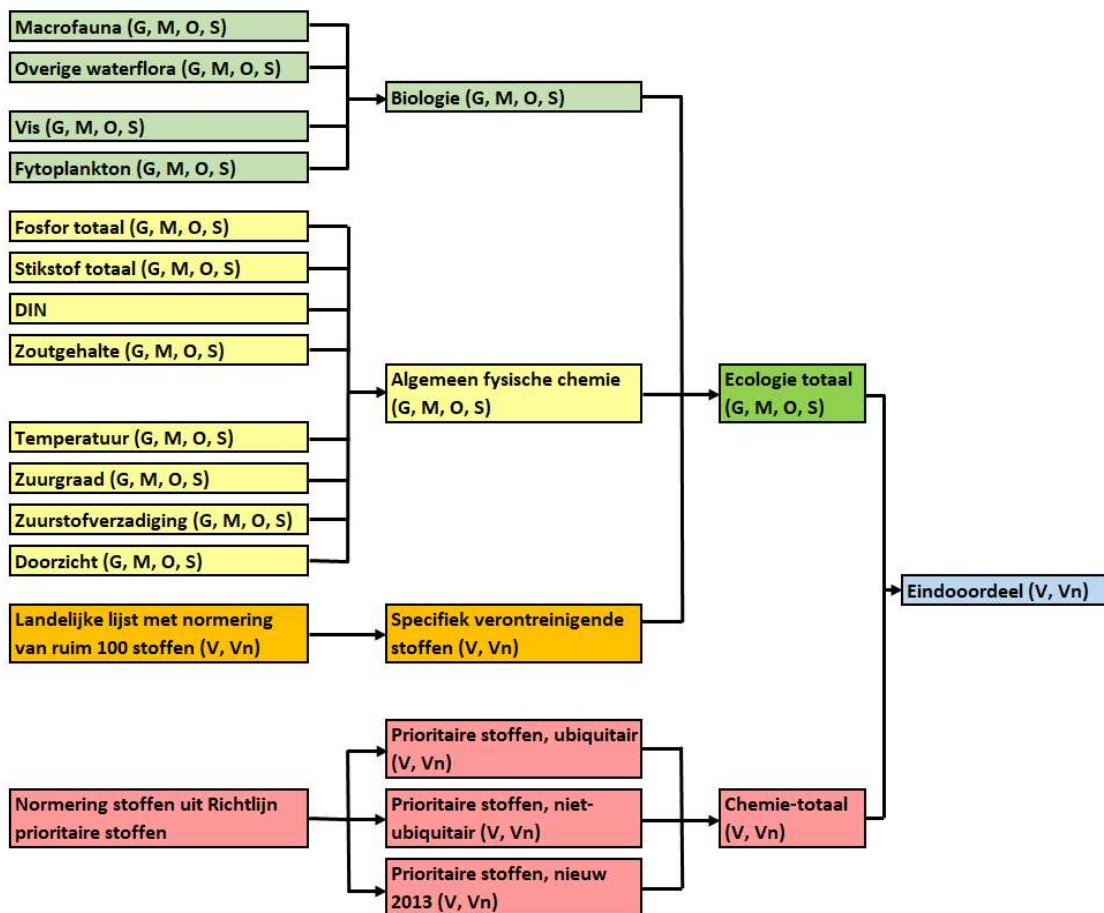 Macrofauna (G, M, O, S)
Overige waterflora (G, M, O, S)
Vis (G, M, O, S)
Fytoplankton (G, M, O, S)
Biologie (G, M, O, S)
Fosfor totaal (G, M, O, S)
Stikstof totaal (G, M, O, S)
DIN
Zoutgehalte (G, M, O, S)
Temperatuur (G, M, O, S)
Zuurgraad (G, M, O, S)
Zuurstofverzadiging (G, M, O, S)
Doorzicht (G, M, O, S)
Algemeen fysische chemie
(G, M, O, S)
Landelijke lijst met normering
van ruim 100 stoffen (V, Vn)
Specifiek verontreinigende
stoffen (V, Vn)
Ecologie totaal
(G, M, O, S)
Normering stoffen uit Richtlijn
prioritaire stoffen
Prioritaire stoffen, ubiquitair
(V, Vn)
Prioritaire stoffen, niet-
ubiquitair (V, Vn)
Prioritaire stoffen, nieuw
2013 (V, Vn)
Chemie-totaal
(V, Vn)
Eindooordeel (V, Vn)